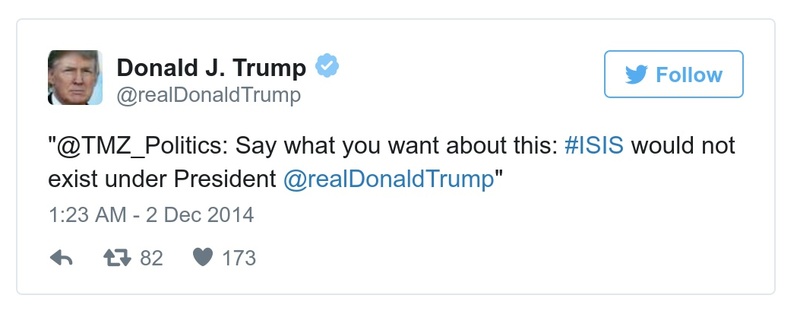 Donald J. Trump
Follow
@realDonaldTrump
"@TMZ_Politics: Say what you want about this: #ISIS would not
exist under President @realDonaldTrump"
1:23 AM - 2 Dec 2014
82 173